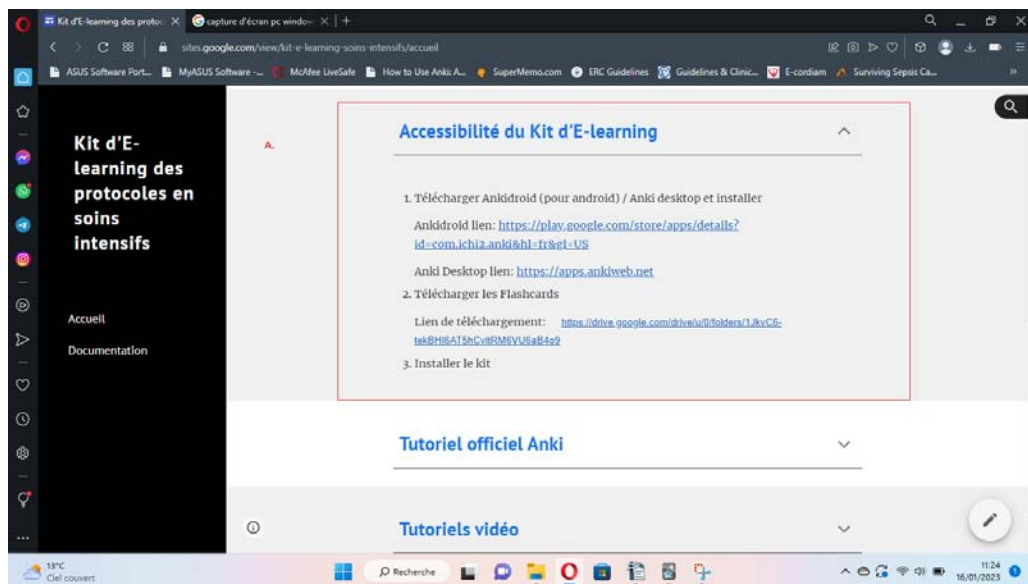 Kit d'E-learning des protoc
capture d'écran pc window
sites.google.com/view/kit-e-learning-soins-intensifs/accueil
ASUS Software Port...
MyASUS Software -...
McAfee LiveSafe
How to Use Anki: A...
SuperMemo.com
ERC Guidelines
Guidelines & Clinic...
E-cordiam
Surviving Sepsis Ca...
Kit d'E-
learning des
protocoles en
soins
intensifs
Accueil
Documentation
A.
Accessibilité du Kit d'E-learning
1. Télécharger Ankidroid (pour android) / Anki desktop et installer
Ankidroid lien: https://play.google.com/store/apps/details?
id=com.ichi2.anki&hl=fr&gl=US
Anki Desktop lien: https://apps.ankiweb.net
2. Télécharger les Flashcards
Lien de téléchargement: https://drive.google.com/drive/u/0/folders/1JkvC6-
3. Installer le kit
Tutoriel officiel Anki
Tutoriels vidéo
13°C
Ciel couvert
Recherche
11:24
16/01/2023